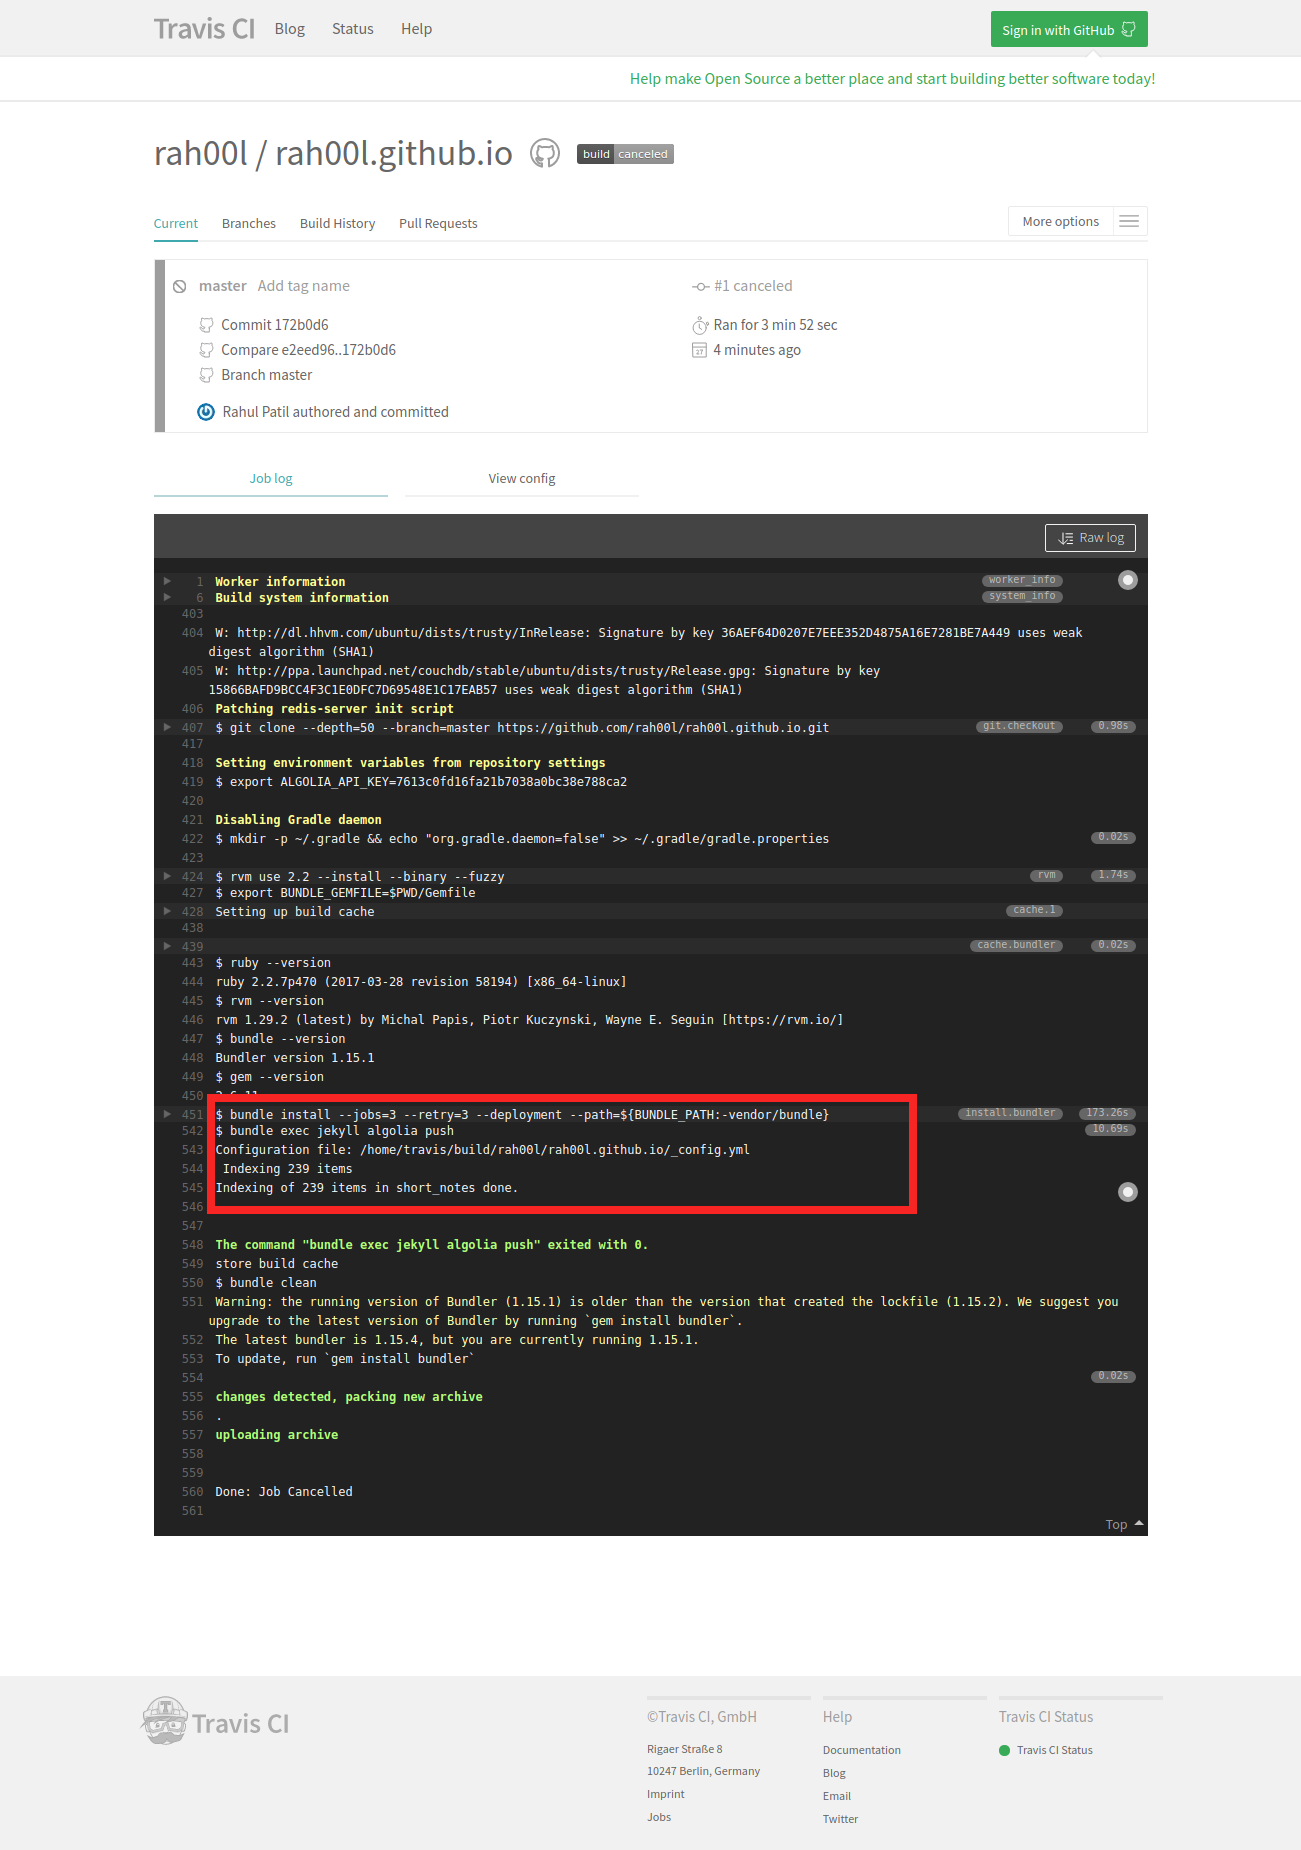 Travis CI Blog Status Help Sign in with GitHub
Help make Open Source a better place and start building better software today!
rah00l / rah00l.github.io build canceled
Current Branches Build History Pull Requests More options
master Add tag name
Commit 172b0d6
Compare e2eed96..172b0d6
Branch master
Rahul Patil authored and committed
#1 canceled
Ran for 3 min 52 sec
4 minutes ago
Job log View config
Raw log
1 Worker information worker_info
6 Build system information system_info
403
404 W: http://dl.hhvm.com/ubuntu/dists/trusty/InRelease: Signature by key 36AEF64D0207E7EEE352D4875A16E7281BE7A449 uses weak
digest algorithm (SHA1)
405 W: http://ppa.launchpad.net/couchdb/stable/ubuntu/dists/trusty/Release.gpg: Signature by key
15866BAFD9BCC4F3C1E0DFC7D69548E1C17EAB57 uses weak digest algorithm (SHA1)
406 Patching redis-server init script
407 $ git clone --depth=50 --branch=master https://github.com/rah00l/rah00l.github.io.git git.checkout 0.98s
417
418 Setting environment variables from repository settings
419 $ export ALGOLIA_API_KEY=7613c0fd16fa21b7038a0bc38e788ca2
420
421 Disabling Gradle daemon
422 $ mkdir -p ~/.gradle && echo "org.gradle.daemon=false" >> ~/.gradle/gradle.properties 0.02s
423
424 $ rvm use 2.2 --install --binary --fuzzy rvm 1.74s
427 $ export BUNDLE_GEMFILE=$PWD/Gemfile
428 Setting up build cache cache.1
438
439 cache.bundler 0.02s
443 $ ruby --version
444 ruby 2.2.7p470 (2017-03-28 revision 58194) [x86_64-linux]
445 $ rvm --version
446 rvm 1.29.2 (latest) by Michal Papis, Piotr Kuczynski, Wayne E. Seguin [https://rvm.io/]
447 $ bundle --version
448 Bundler version 1.15.1
449 $ gem --version
450
451 $ bundle install --jobs=3 --retry=3 --deployment --path=${BUNDLE_PATH:-vendor/bundle} install.bundler 173.26s
542 $ bundle exec jekyll algolia push 10.69s
543 Configuration file: /home/travis/build/rah00l/rah00l.github.io/_config.yml
544 Indexing 239 items
545 Indexing of 239 items in short_notes done.
546
547
548 The command "bundle exec jekyll algolia push" exited with 0.
549 store build cache
550 $ bundle clean
551 Warning: the running version of Bundler (1.15.1) is older than the version that created the lockfile (1.15.2). We suggest you
upgrade to the latest version of Bundler by running `gem install bundler`.
552 The latest bundler is 1.15.4, but you are currently running 1.15.1.
553 To update, run `gem install bundler`
554 0.02s
555 changes detected, packing new archive
556 .
557 uploading archive
558
559
560 Done: Job Cancelled
561
Top
Travis CI
©Travis CI, GmbH
Rigaer Straße 8
10247 Berlin, Germany
Imprint
Jobs
Help
Documentation
Blog
Email
Twitter
Travis CI Status
Travis CI Status